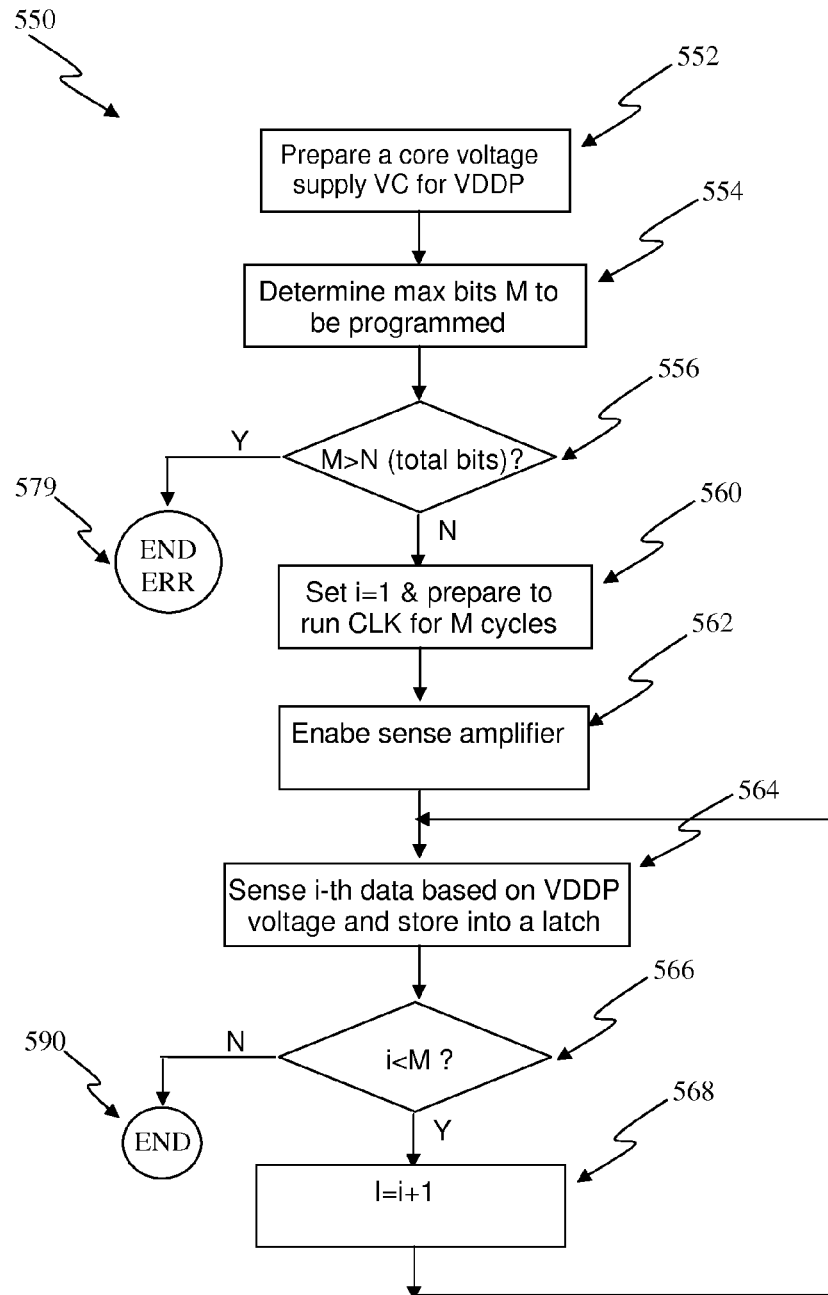 550
552
Prepare a core voltage
supply VC for VDDP
554
Determine max bits M to
be programmed
556
Y
M>N (total bits)?
579
N
560
END
ERR
Set i=1 & prepare to
run CLK for M cycles
562
Enabe sense amplifier
564
Sense i-th data based on VDDP
voltage and store into a latch
566
590
N
i<M ?
568
END
Y
I=i+1